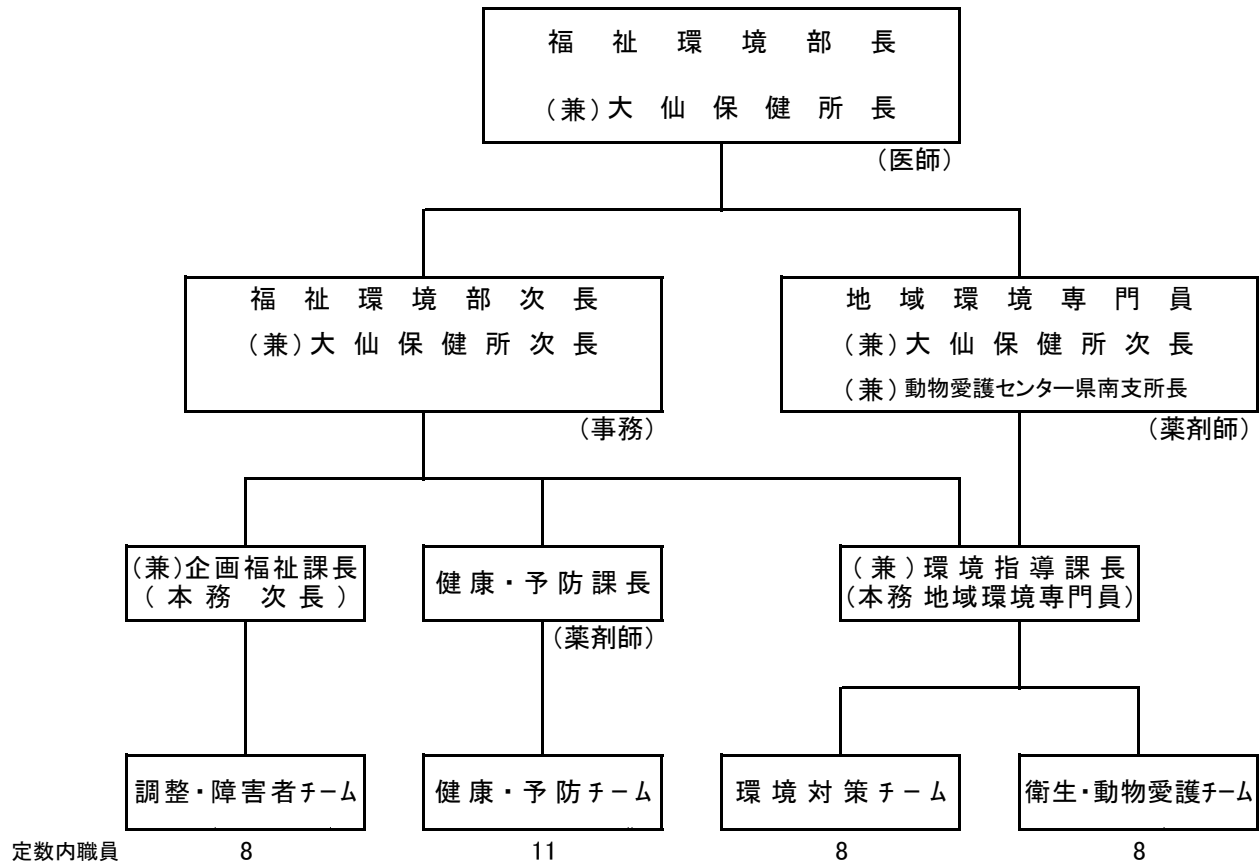 福祉環境部長
(兼)大仙保健所長
(医師)
福祉環境部次長
(兼)大仙保健所次長
(事務)
地域環境専門員
(兼)大仙保健所次長
(兼)動物愛護センター県南支所長
(薬剤師)
(兼)企画福祉課長
(本務 次長)
健康・予防課長
(薬剤師)
(兼)環境指導課長
(本務 地域環境専門員)
調整・障害者チーム
健康・予防チーム
環境対策チーム
衛生・動物愛護チーム
定数内職員 8 11 8 8